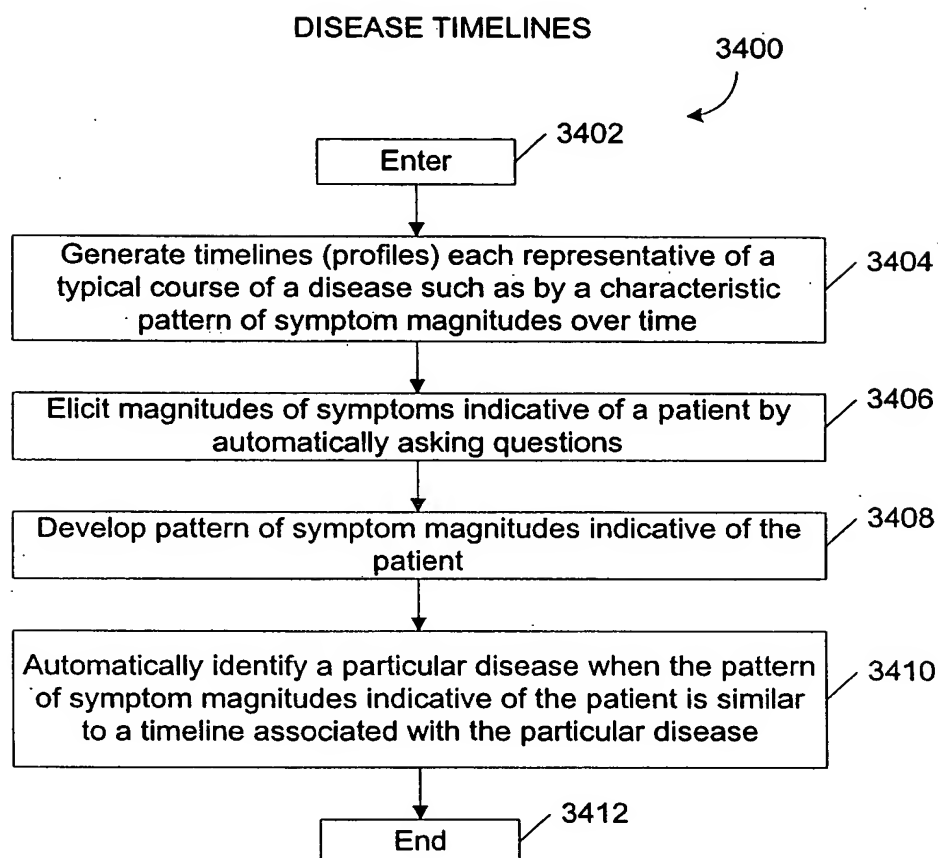 DISEASE TIMELINES
3400
3402
Enter
Generate timelines (profiles) each representative of a
typical course of a disease such as by a characteristic
pattern of symptom magnitudes over time
3404
Elicit magnitudes of symptoms indicative of a patient by
automatically asking questions
3406
Develop pattern of symptom magnitudes indicative of the
patient
3408
Automatically identify a particular disease when the pattern
of symptom magnitudes indicative of the patient is similar
to a timeline associated with the particular disease
3410
End
3412